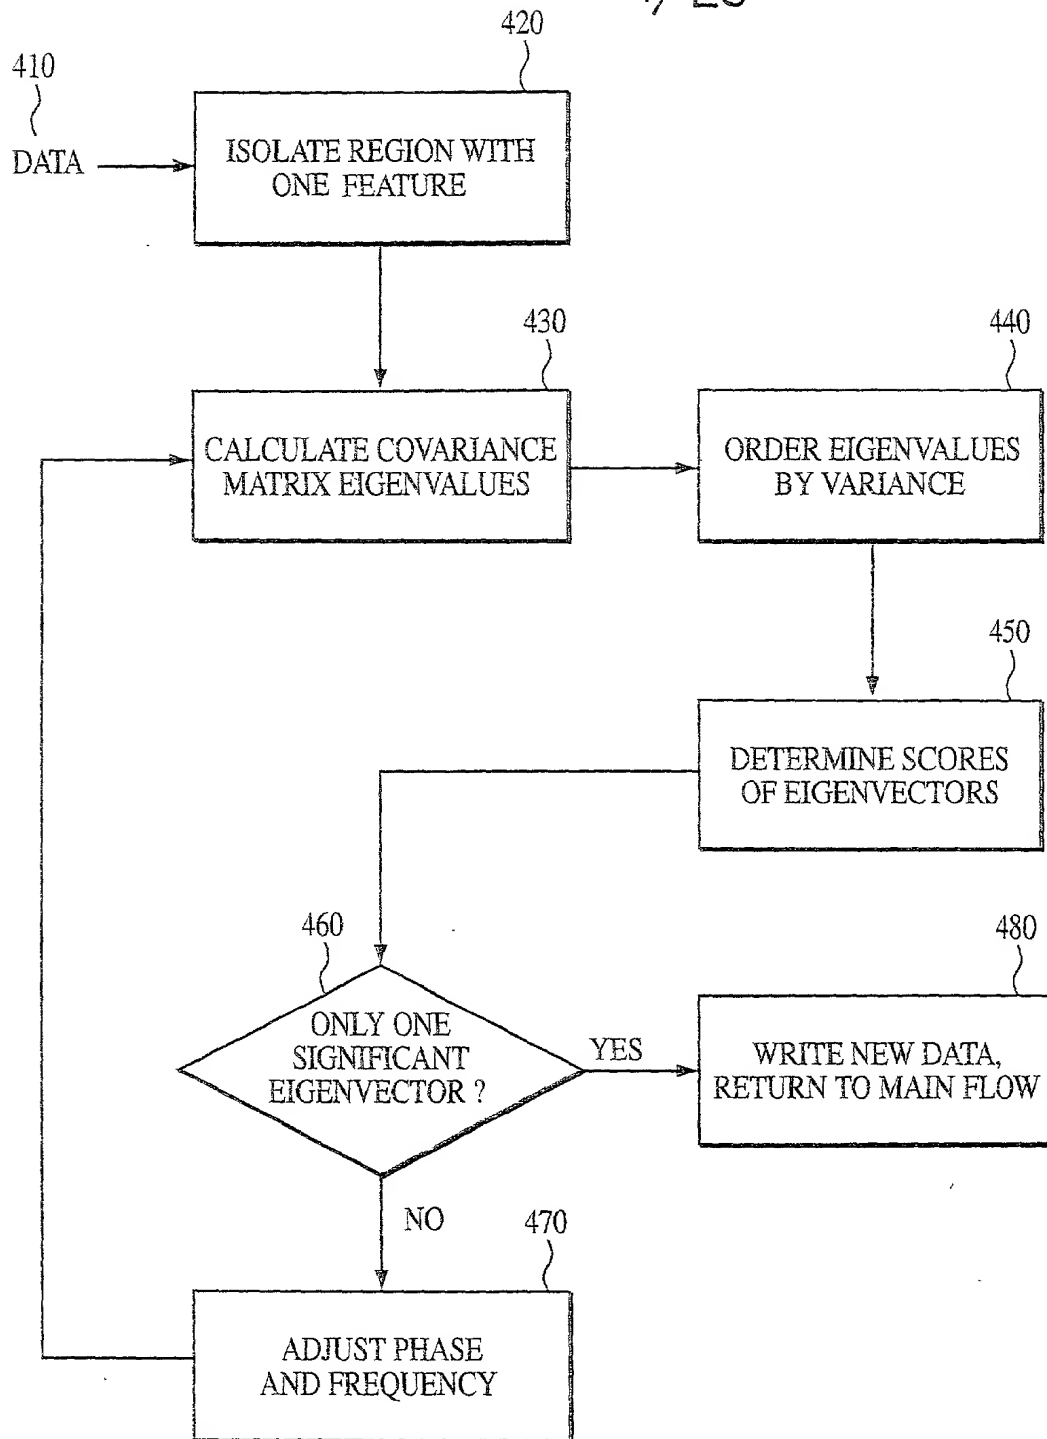 420
410
DATA
ISOLATE REGION WITH
ONE FEATURE
430
440
CALCULATE COVARIANCE
MATRIX EIGENVALUES
ORDER EIGENVALUES
BY VARIANCE
450
DETERMINE SCORES
OF EIGENVECTORS
460
480
ONLY ONE
SIGNIFICANT
EIGENVECTOR ?
YES
WRITE NEW DATA,
RETURN TO MAIN FLOW
NO
470
ADJUST PHASE
AND FREQUENCY